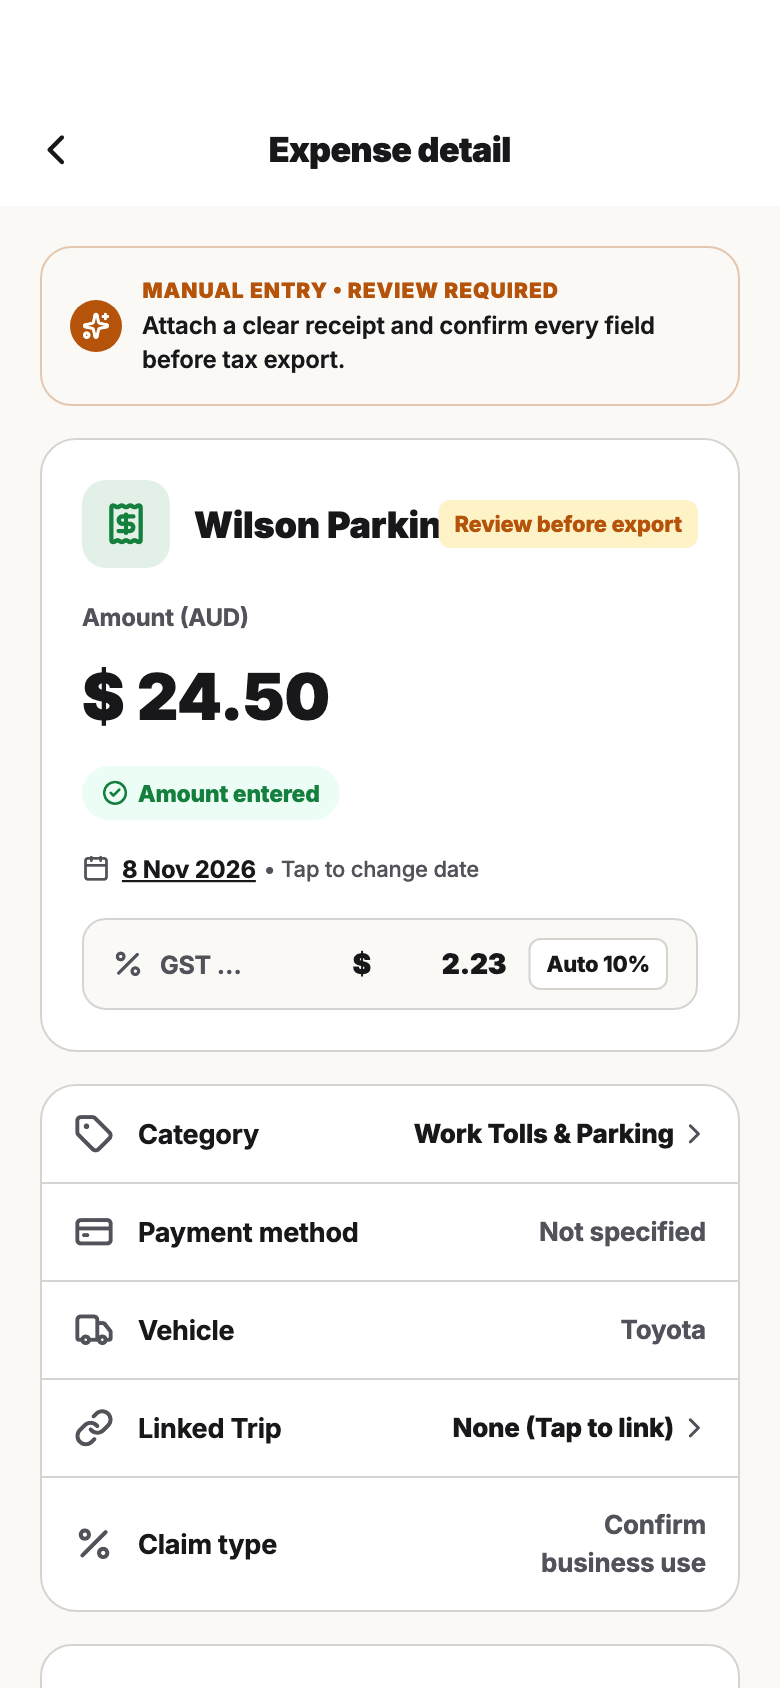 Expense detail
MANUAL ENTRY • REVIEW REQUIRED
Attach a clear receipt and confirm every field
before tax export.
Wilson Parkin
Review before export
Amount (AUD)
$ 24.50
Amount entered
8 Nov 2026 • Tap to change date
% GST ... $ 2.23 Auto 10%
Category Work Tolls & Parking
Payment method Not specified
Vehicle Toyota
Linked Trip None (Tap to link)
Claim type Confirm
business use